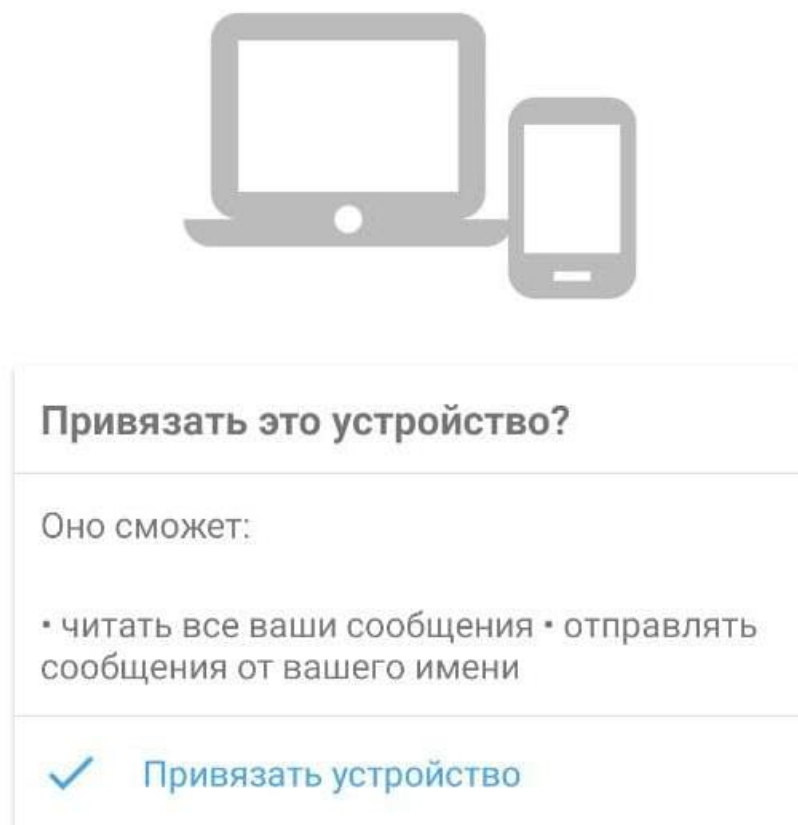 Привязать это устройство?
Оно сможет:
• читать все ваши сообщения • отправлять
сообщения от вашего имени
Привязать устройство